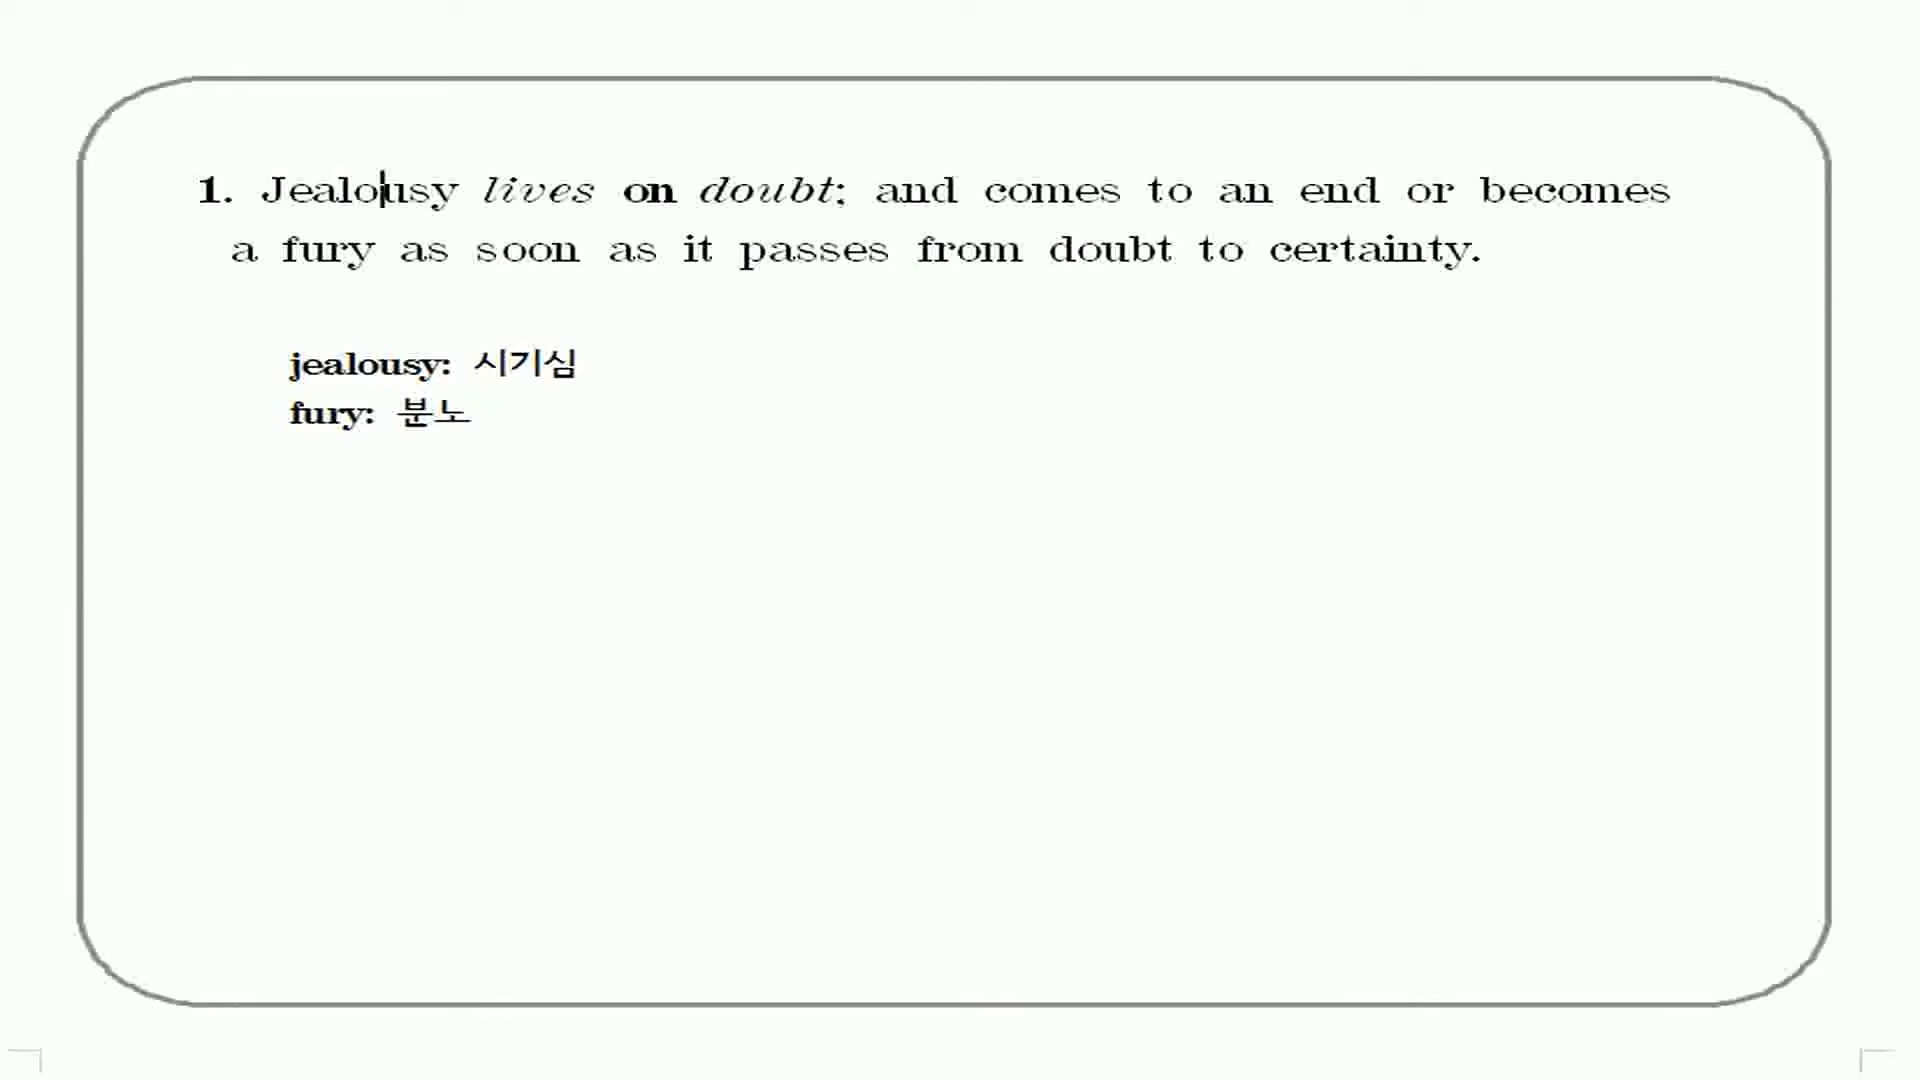 1. Jealousy lives on doubt; and comes to an end or becomes
a fury as soon as it passes from doubt to certainty.
jealousy: 시기심
fury: 분노